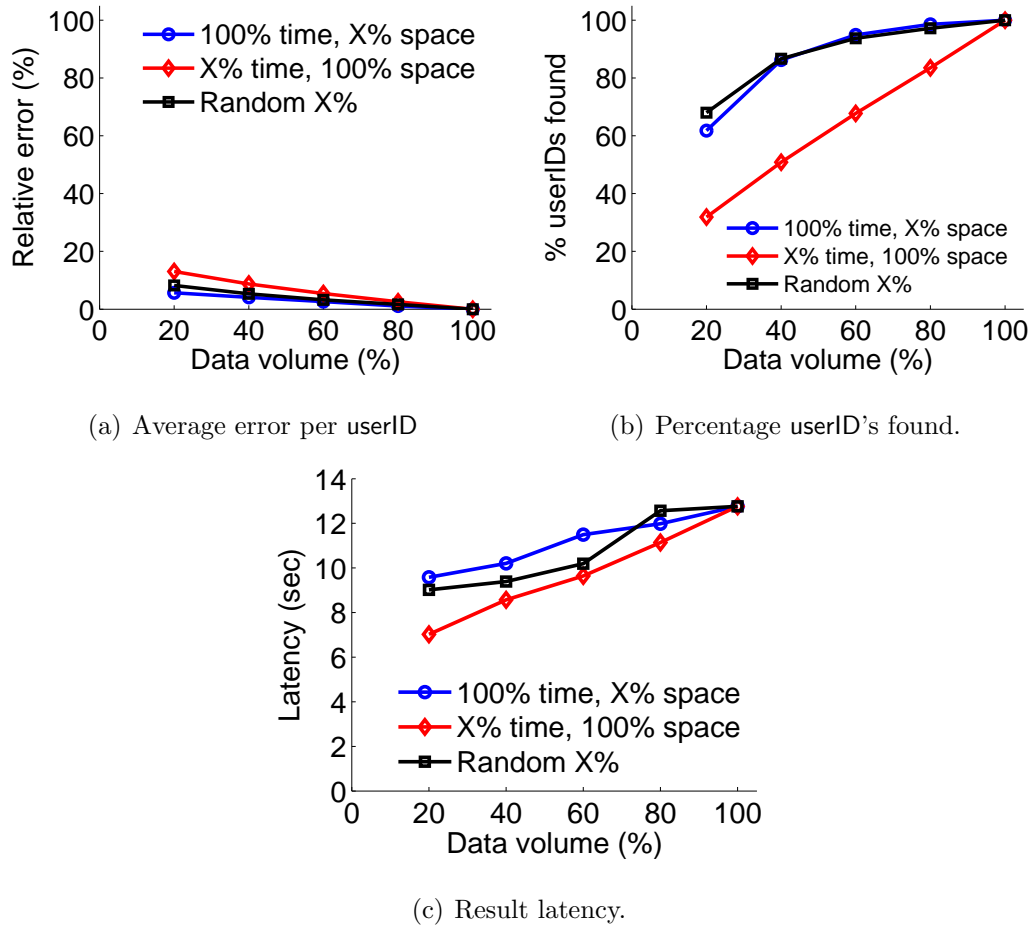 100
80
60
40
20
0
Relative error (%)
100% time, X% space
X% time, 100% space
Random X%
0 20 40 60 80 100
Data volume (%)
(a) Average error per userID
100
80
60
40
20
0
% userIDs found
100% time, X% space
X% time, 100% space
Random X%
0 20 40 60 80 100
Data volume (%)
(b) Percentage userID's found.
14
12
10
8
6
4
2
0
Latency (sec)
100% time, X% space
X% time, 100% space
Random X%
0 20 40 60 80 100
Data volume (%)
(c) Result latency.